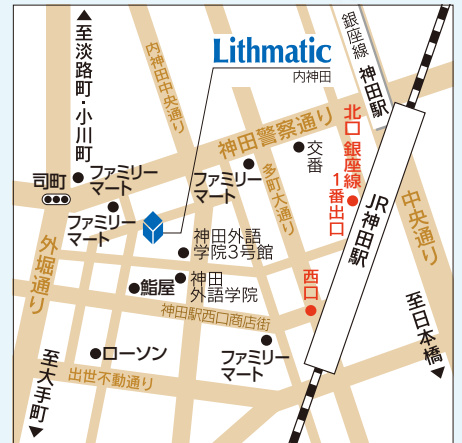 至淡路町・小川町
内神田中央通り
Lithmatic
内神田
銀座線
神田駅
神田警察通り
交番
北口 銀座線
1番出口
司町
ファミリー
マート
ファミリー
マート
ファミリー
マート
多町大通り
JR神田駅
中央通り
外堀通り
神田外語
学院3号館
鮨屋
神田
外語学院
西口
神田駅西口商店街
至日本橋
ローソン
ファミリー
マート
出世不動通り
至大手町